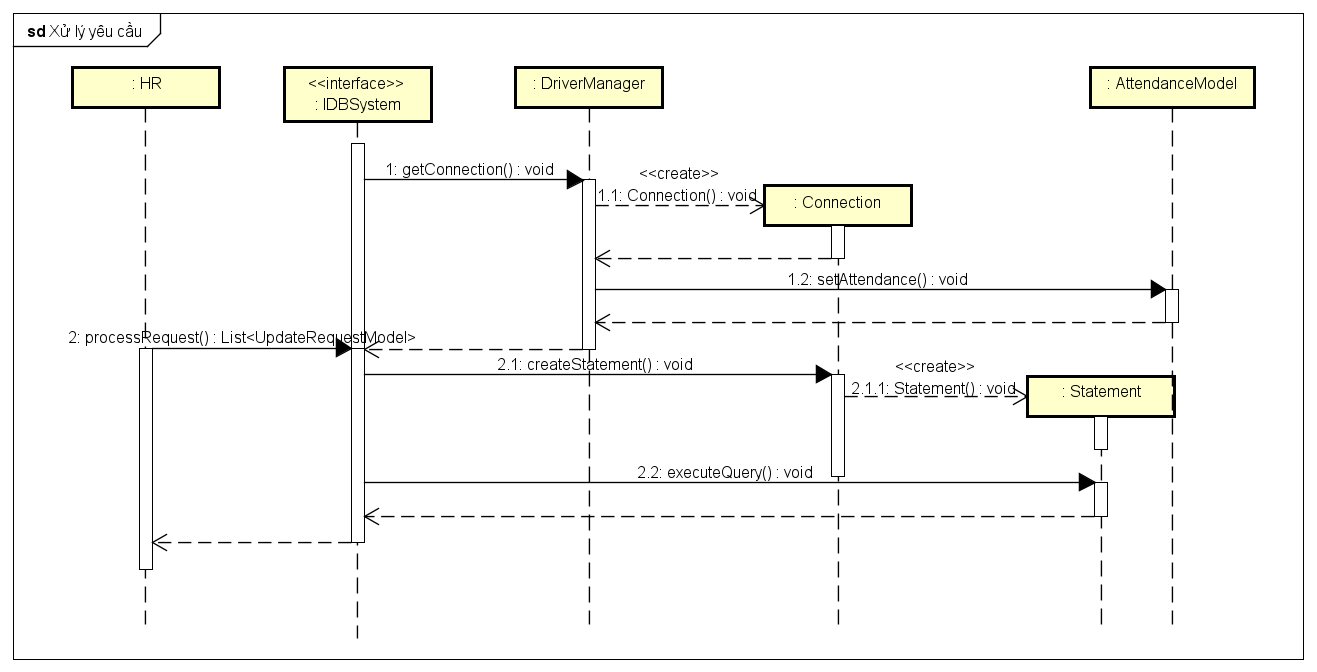 sd Xử lý yêu cầu
: HR
<<interface>>
: IDBSystem
: DriverManager
: AttendanceModel
1: getConnection() : void
<<create>>
1.1: Connection() : void
: Connection
1.2: setAttendance() : void
2: processRequest() : List<UpdateRequestModel>
2.1: createStatement() : void
<<create>>
2.1.1: Statement() : void
: Statement
2.2: executeQuery() : void